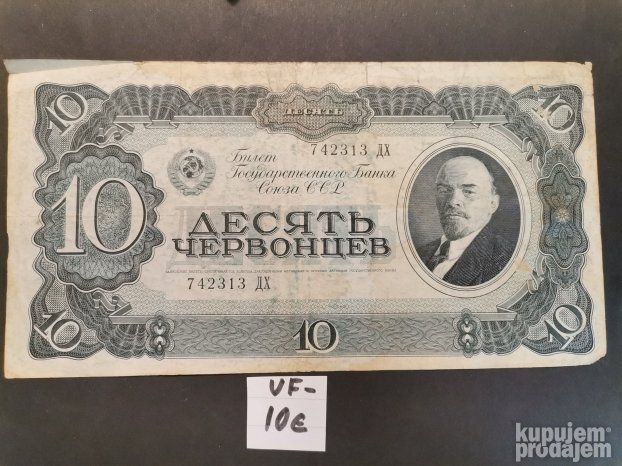 10
10
ДЕСЯТЬ
Билет 742313 ДХ
Государственного Банка
Союза ССР
10
ДЕСЯТЬ
ЧЕРВОНЦЕВ
742313 ДХ
10
10
10
VF-
10€
kupujem
prodajem